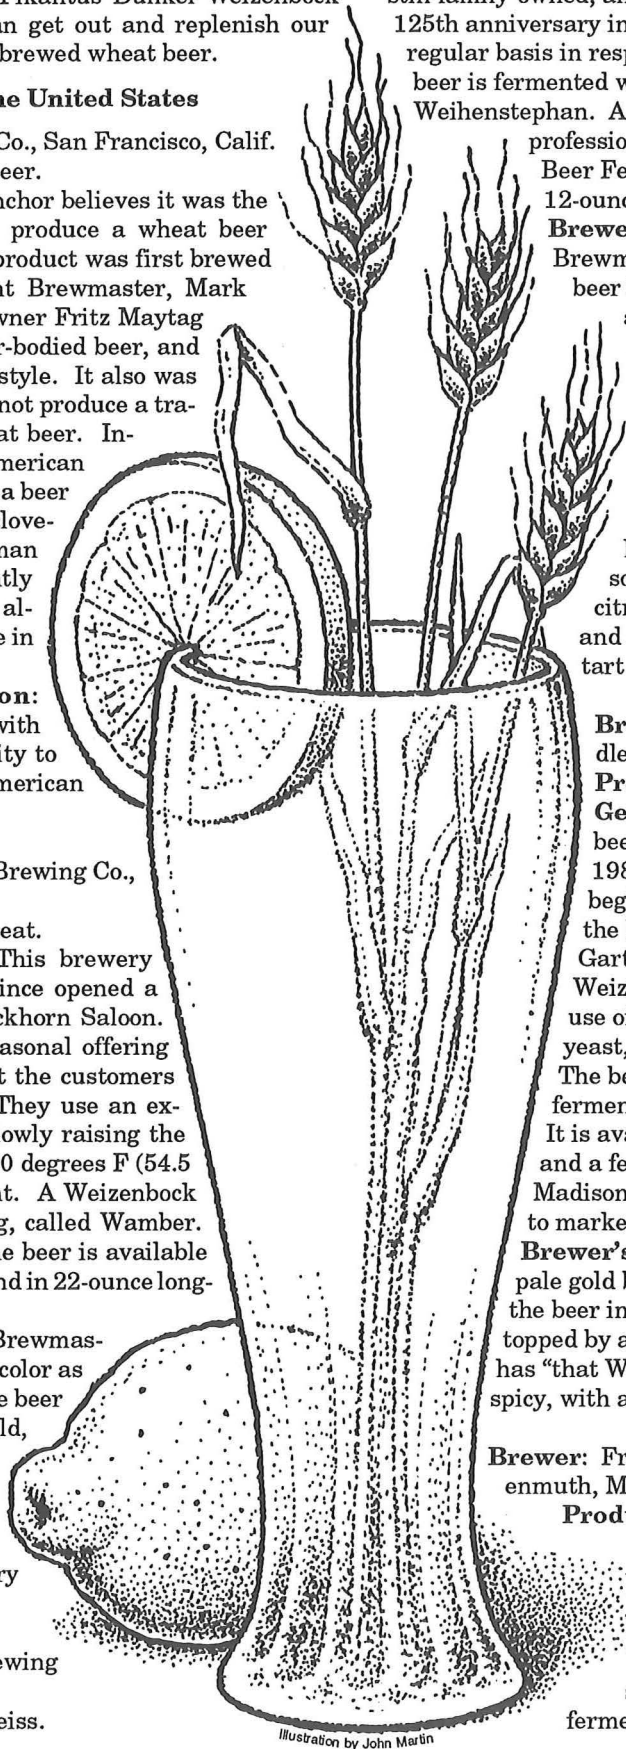 Dunkel Weizenbock
an get out and replenish our
brewed wheat beer.
he United States
Co., San Francisco, Calif.
eer.
nchor believes it was the
produce a wheat beer
product was first brewed
nt Brewmaster, Mark
wner Fritz Maytag
r-bodied beer, and
style. It also was
not produce a tra-
at beer. In-
merican
a beer
love-
man
tly
al-
e in
on:
with
ity to
merican
Brewing Co.,
eat.
This brewery
ince opened a
ckhorn Saloon.
asonal offering
t the customers
They use an ex-
lowly raising the
0 degrees F (54.5
nt. A Weizenbock
g, called Wamber.
e beer is available
nd in 22-ounce long-
Brewmas-
color as
e beer
ld,
ry
ewing
eiss.
still family owned, an
125th anniversary in
regular basis in resp
beer is fermented w
Weihenstephan. A
professio
Beer Fe
12-ounc
Brewe
Brewm
beer
a
so
citr
and
tart
Br
dle
Pr
Ge
bee
198
beg
the
Gart
Weiz
use o
yeast,
The be
fermen
It is ava
and a fe
Madison
to marke
Brewer's
pale gold b
the beer in
topped by a
has "that W
spicy, with a
Brewer: Fr
enmuth, M
Prod
ferme
Illustration by John Martin